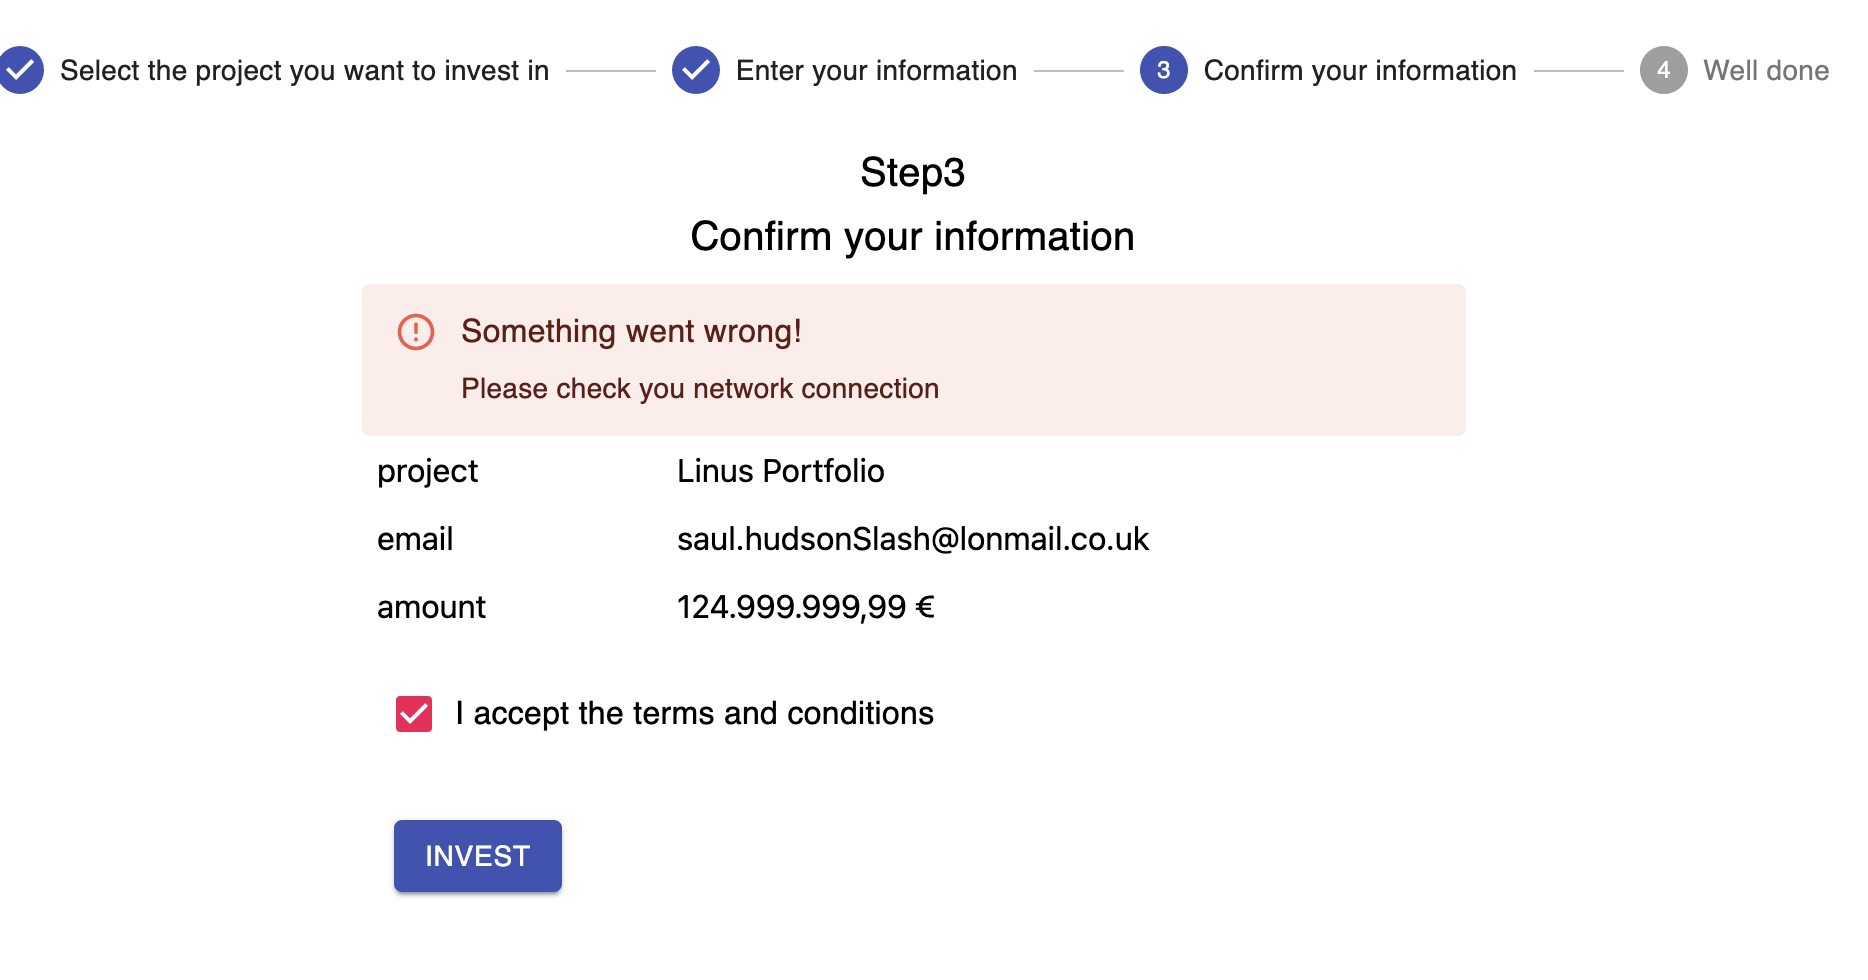 Select the project you want to invest in Enter your information 3 Confirm your information 4 Well done
Step3
Confirm your information
Something went wrong!
Please check you network connection
project Linus Portfolio
email saul.hudsonSlash@lonmail.co.uk
amount 124.999.999,99 €
I accept the terms and conditions
INVEST